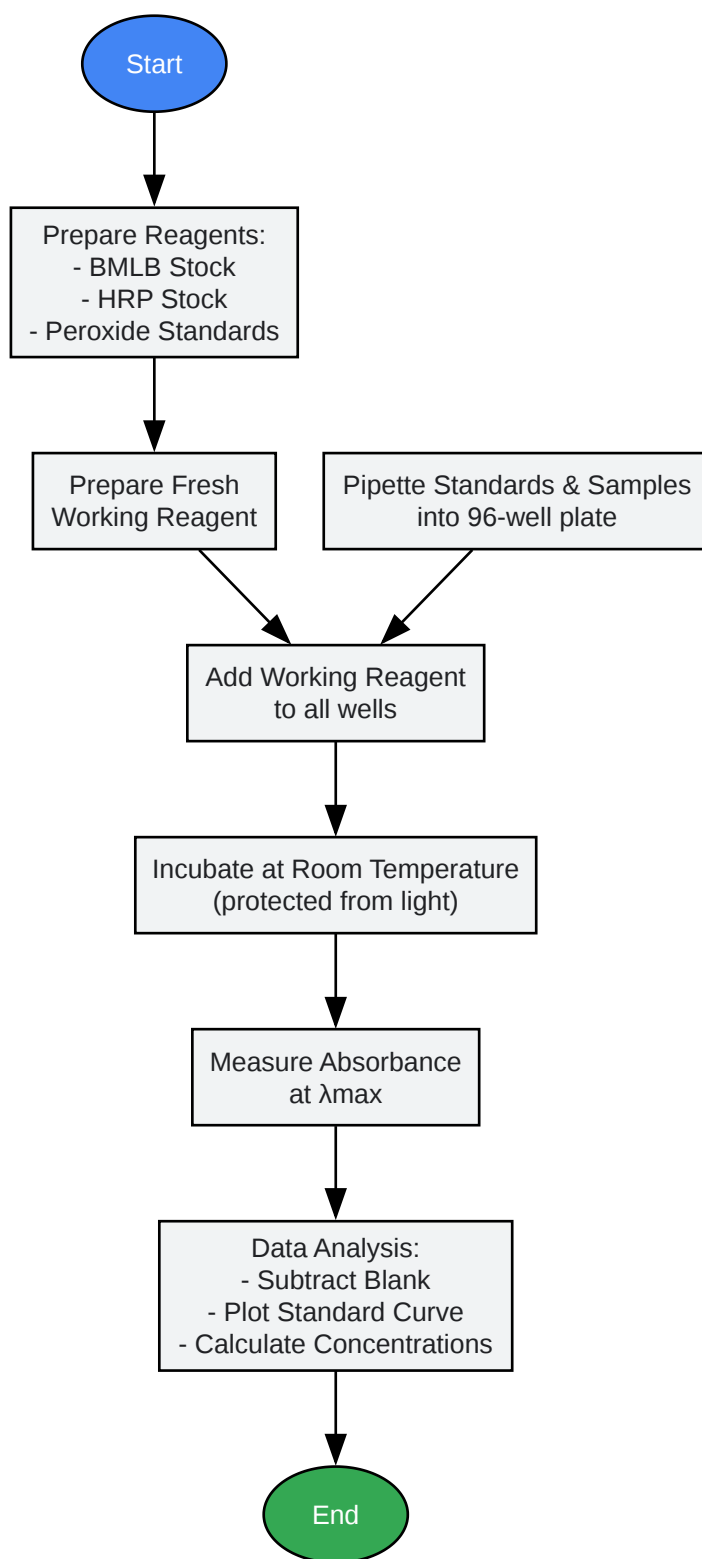 Start
Prepare Reagents:
- BMLB Stock
- HRP Stock
- Peroxide Standards
Prepare Fresh
Working Reagent
Pipette Standards & Samples
into 96-well plate
Add Working Reagent
to all wells
Incubate at Room Temperature
(protected from light)
Measure Absorbance
at λmax
Data Analysis:
- Subtract Blank
- Plot Standard Curve
- Calculate Concentrations
End